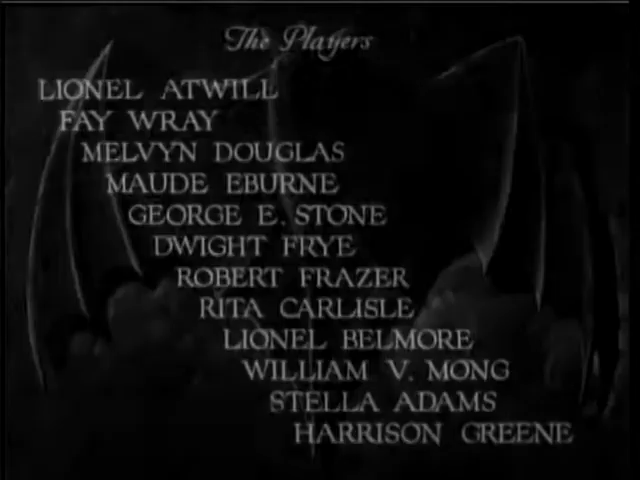 The Players
LIONEL ATWILL
FAY WRAY
MELVYN DOUGLAS
MAUDE EBURNE
GEORGE E. STONE
DWIGHT FRYE
ROBERT FRAZER
RITA CARLISLE
LIONEL BELMORE
WILLIAM V. MONG
STELLA ADAMS
HARRISON GREENE